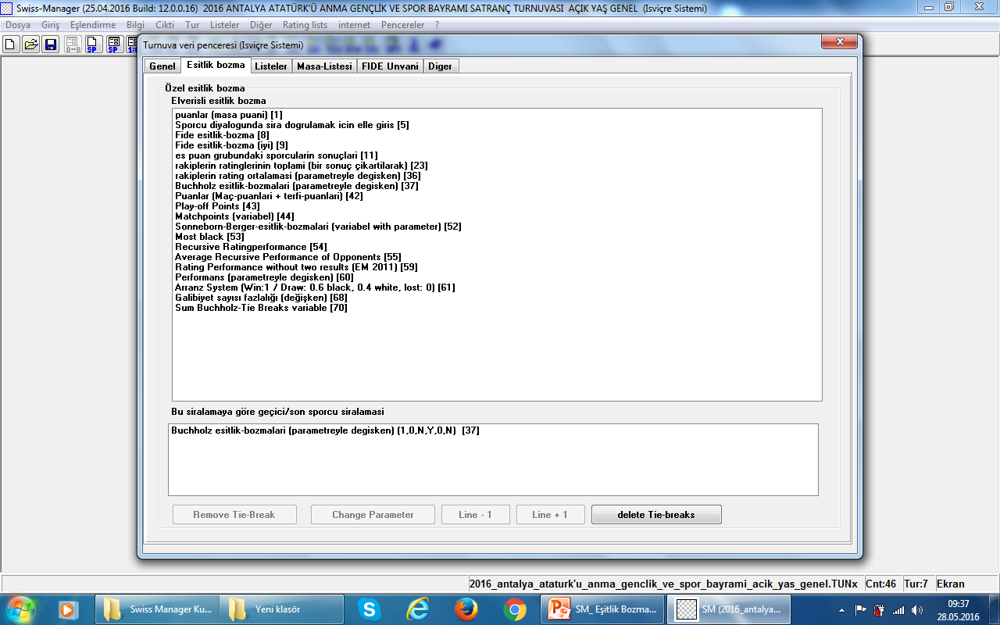 Swiss-Manager (25.04.2016 Build: 12.0.0.16)  2016 ANTALYA ATATÜRK'Ü ANMA GENÇLİK VE SPOR BAYRAMI SATRANÇ TURNUVASI  AÇIK YAŞ GENEL  (Isviçre Sistemi)
Dosya Giriş Eşlendirme Bilgi Cikti Tur Listeler Diğer Rating lists internet Pencereler ?
Turnuva veri penceresi (Isviçre Sistemi)
Genel Esitlik bozma Listeler Masa-Listesi FIDE Unvani Diger
Özel esitlik bozma
Elverisli esitlik bozma
puanlar (masa puani) [1]
Sporcu diyalogunda sira dogrulamak icin elle giris [5]
Fide esitlik-bozma [8]
Fide esitlik-bozma (iyi) [9]
es puan grubundaki sporcularin sonuçlari [11]
rakiplerin ratinglerinin toplami (bir sonuç çikartilarak) [23]
rakiplerin rating ortalamasi (parametreyle degisken) [36]
Buchholz esitlik-bozmalari (parametreyle degisken) [37]
Puanlar (Maç-puanlari + terfi-puanlari) [42]
Play-off Points [43]
Matchpoints (variabel) [44]
Sonneborn-Berger-esitlik-bozmalari (variabel with parameter) [52]
Most black [53]
Recursive Ratingperformance [54]
Average Recursive Performance of Opponents [55]
Rating Performance without two results (EM 2011) [59]
Performans (parametreyle degisken) [60]
Arranz System (Win:1 / Draw: 0.6 black, 0.4 white, lost: 0) [61]
Galibiyet sayısı fazlalığı (değişken) [68]
Sum Buchholz-Tie Breaks variable [70]
Bu siralamaya göre geçici/son sporcu siralamasi
Buchholz esitlik-bozmalari (parametreyle degisken) (1,0,N,Y,0,N)  [37]
Remove Tie-Break Change Parameter Line - 1 Line + 1 delete Tie-breaks
2016_antalya_ataturk'u_anma_genclik_ve_spor_bayrami_acik_yas_genel.TUNx Cnt:46 Tur:7 Ekran
Swiss Manager Ku... Yeni klasör SM_ Eşitlik Bozma... SM (2016_antalya... 09:37
28.05.2016